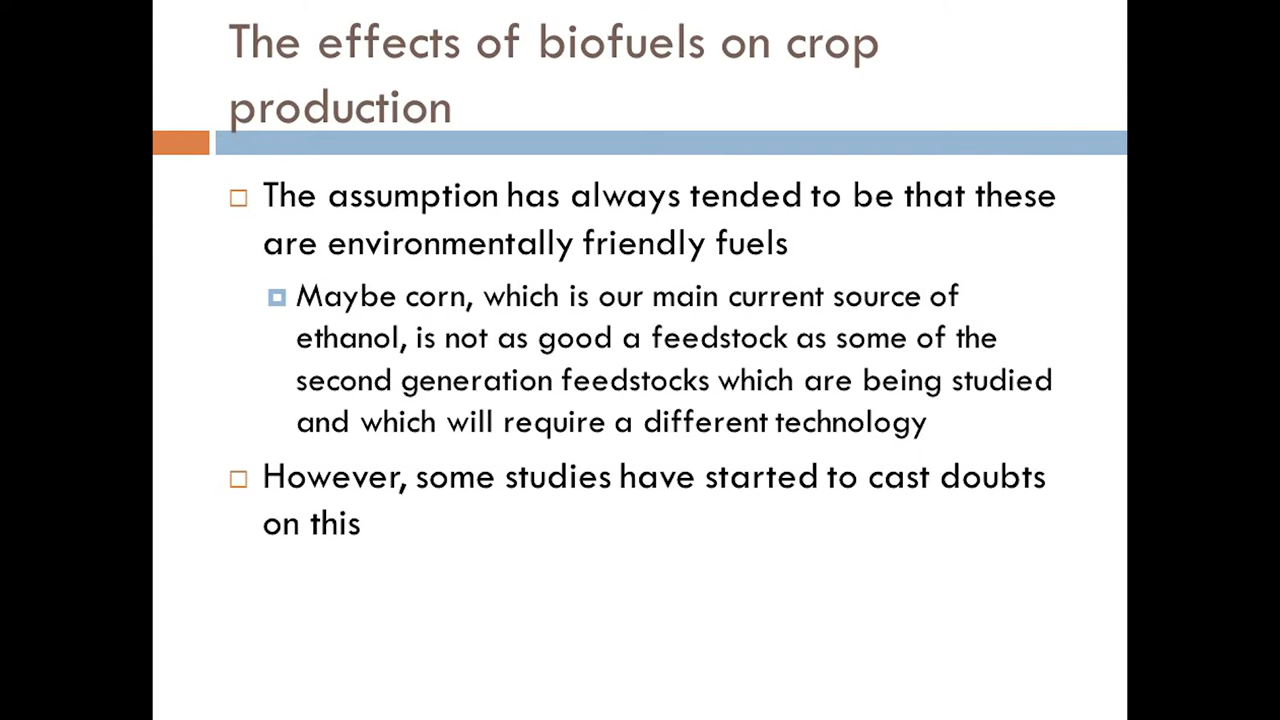 The effects of biofuels on crop
production
The assumption has always tended to be that these
are environmentally friendly fuels
Maybe corn, which is our main current source of
ethanol, is not as good a feedstock as some of the
second generation feedstocks which are being studied
and which will require a different technology
However, some studies have started to cast doubts
on this